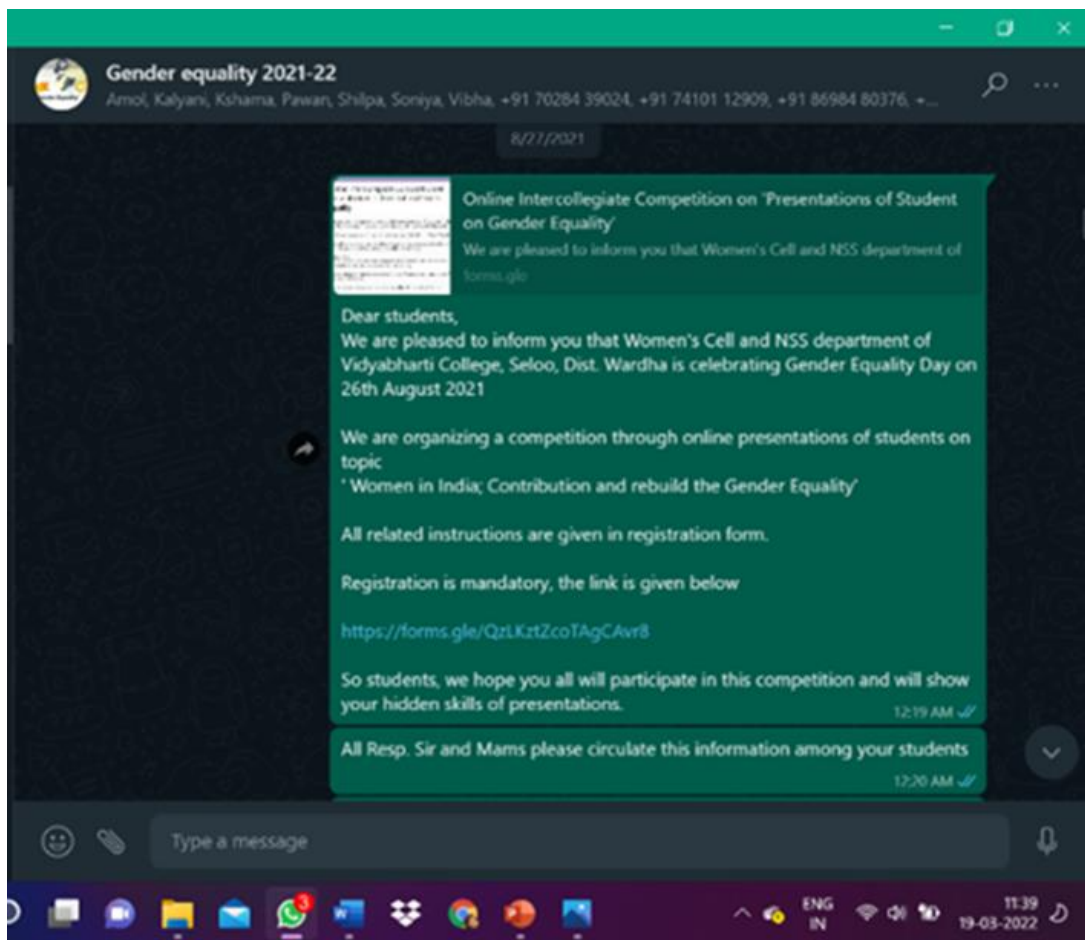 Gender equality 2021-22
Amol, Kalyani, Kshama, Pawan, Shilpa, Soniya, Vibha, +91 70284 39024, +91 74101 12909, +91 86984 80376, +...
8/27/2021
Online Intercollegiate Competition on 'Presentations of Student
on Gender Equality'
We are pleased to inform you that Women's Cell and NSS department of
forms.gle
Dear students,
We are pleased to inform you that Women's Cell and NSS department of
Vidyabharti College, Seloo, Dist. Wardha is celebrating Gender Equality Day on
26th August 2021
We are organizing a competition through online presentations of students on
topic
' Women in India; Contribution and rebuild the Gender Equality'
All related instructions are given in registration form.
Registration is mandatory, the link is given below
https://forms.gle/QzLKztZcoTAgCAvr8
So students, we hope you all will participate in this competition and will show
your hidden skills of presentations.
12:19 AM
All Resp. Sir and Mams please circulate this information among your students
12:20 AM
Type a message
3
ENG
IN
11:39
19-03-2022